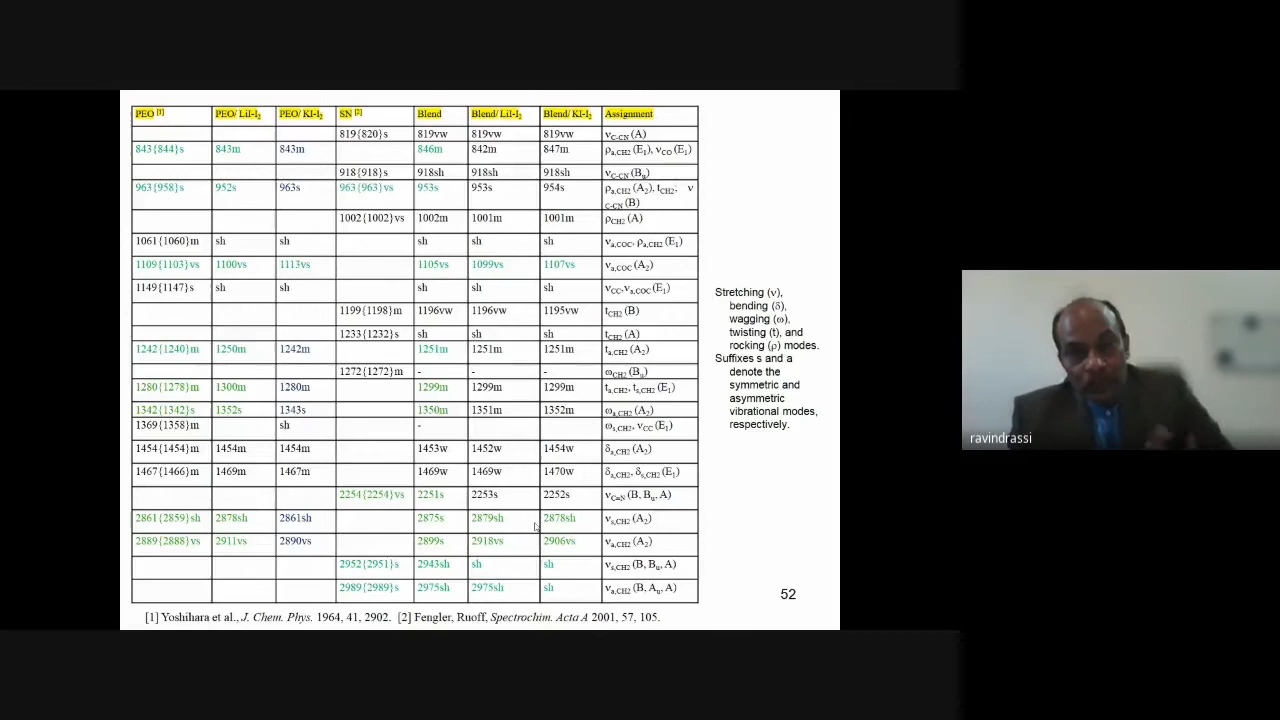 PEO [1] PEO/ LiI-I2 PEO/ KI-I2 SN [2] Blend Blend/ LiI-I2 Blend/ KI-I2 Assignment
819{820}s 819vw 819vw 819vw νC-CN (A)
843{844}s 843m 843m 846m 842m 847m ρa,CH2 (E1), νCO (E1)
918{918}s 918sh 918sh 918sh νC-CN (Bu)
963{958}s 952s 963s 963{963}vs 953s 953s 954s ρa,CH2 (A2), tCH2; ν
C-CN (B)
1002{1002}vs 1002m 1001m 1001m ρCH2 (A)
1061{1060}m sh sh sh sh sh νa,COC, ρa,CH2 (E1)
1109{1103}vs 1100vs 1113vs 1105vs 1099vs 1107vs νa,COC (A2)
1149{1147}s sh sh sh sh sh νCC, νa,COC (E1)
1199{1198}m 1196vw 1196vw 1195vw tCH2 (B)
1233{1232}s sh sh sh tCH2 (A)
1242{1240}m 1250m 1242m 1251m 1251m 1251m ta,CH2 (A2)
1272{1272}m - - - ωCH2 (Bu)
1280{1278}m 1300m 1280m 1299m 1299m 1299m ta,CH2, ts,CH2 (E1)
1342{1342}s 1352s 1343s 1350m 1351m 1352m ωa,CH2 (A2)
1369{1358}m sh - ωs,CH2, νCC (E1)
1454{1454}m 1454m 1454m 1453w 1452w 1454w δa,CH2 (A2)
1467{1466}m 1469m 1467m 1469w 1469w 1470w δa,CH2, δs,CH2 (E1)
2254{2254}vs 2251s 2253s 2252s νC≡N (B, Bu, A)
2861{2859}sh 2878sh 2861sh 2875s 2879sh 2878sh νs,CH2 (A2)
2889{2888}vs 2911vs 2890vs 2899s 2918vs 2906vs νa,CH2 (A2)
2952{2951}s 2943sh sh sh νs,CH2 (B, Bu, A)
2989{2989}s 2975sh 2975sh sh νa,CH2 (B, Au, A)
Stretching (ν),
bending (δ),
wagging (ω),
twisting (t), and
rocking (ρ) modes.
Suffixes s and a
denote the
symmetric and
asymmetric
vibrational modes,
respectively.
52
[1] Yoshihara et al., J. Chem. Phys. 1964, 41, 2902. [2] Fengler, Ruoff, Spectrochim. Acta A 2001, 57, 105.
ravindrassi